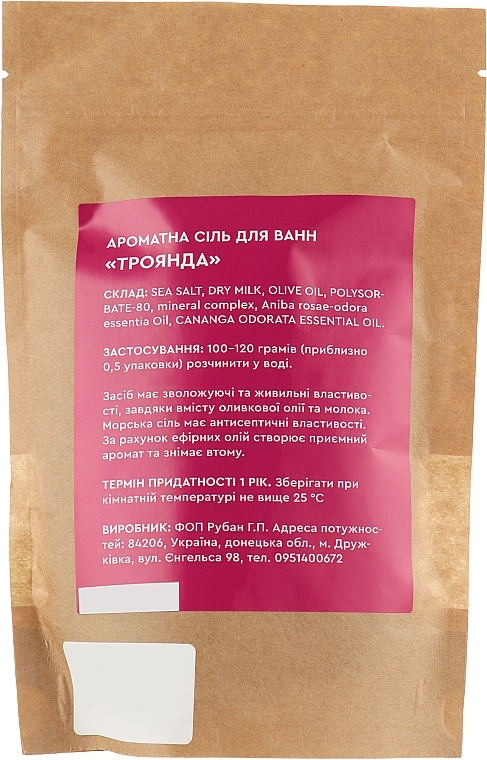 АРОМАТНА СІЛЬ ДЛЯ ВАНН
«ТРОЯНДА»
СКЛАД: SEA SALT, DRY MILK, OLIVE OIL, POLYSOR-
BATE-80, mineral complex, Aniba rosae-odora
essentia Oil, CANANGA ODORATA ESSENTIAL OIL.
ЗАСТОСУВАННЯ: 100-120 грамів (приблизно
0,5 упаковки) розчинити у воді.
Засіб має зволожуючі та живильні властиво-
сті, завдяки вмісту оливкової олії та молока.
Морська сіль має антисептичні властивості.
За рахунок ефірних олій створює приємний
аромат та знімає втому.
ТЕРМІН ПРИДАТНОСТІ 1 РІК. Зберігати при
кімнатній температурі не вище 25 °C
ВИРОБНИК: ФОП Рубан Г.П. Адреса потужнос-
тей: 84206, Україна, донецька обл., м. Друж-
ківка, вул. Єнгельса 98, тел. 0951400672